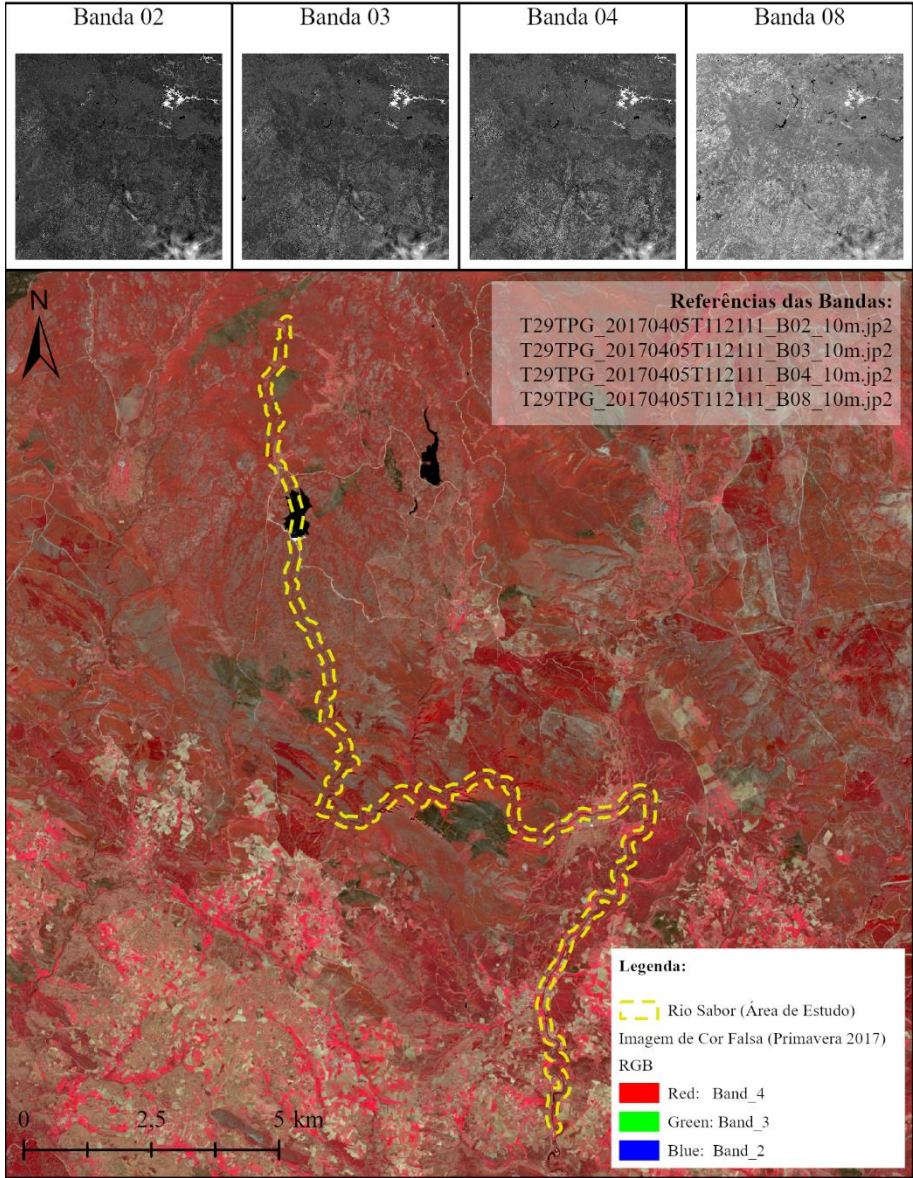 Banda 02
Banda 03
Banda 04
Banda 08
N
Referências das Bandas:
T29TPG_20170405T112111_B02_10m.jp2
T29TPG_20170405T112111_B03_10m.jp2
T29TPG_20170405T112111_B04_10m.jp2
T29TPG_20170405T112111_B08_10m.jp2
Legenda:
Rio Sabor (Área de Estudo)
Imagem de Cor Falsa (Primavera 2017)
RGB
Red: Band_4
Green: Band_3
Blue: Band_2
0 2,5 5 km